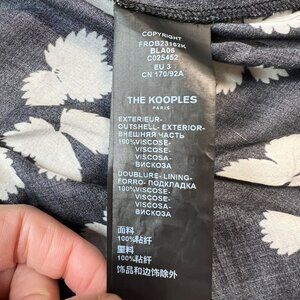 COPYRIGHT
FROB23162K
BLA06
C025452
EU 3
CN 170/92A
THE KOOPLES
PARIS
EXTERIEUR-
OUTSHELL- EXTERIOR-
ВНЕШНЯЯ ЧАСТЬ
100%VISCOSE-
VISCOSE-
VISCOSA-
ВИСКОЗА
DOUBLURE- LINING-
FORRO- ПОДКЛАДКА
100%VISCOSE-
VISCOSE-
VISCOSA-
ВИСКОЗА
面料
100%粘纤
里料
100%粘纤
饰品和边饰除外